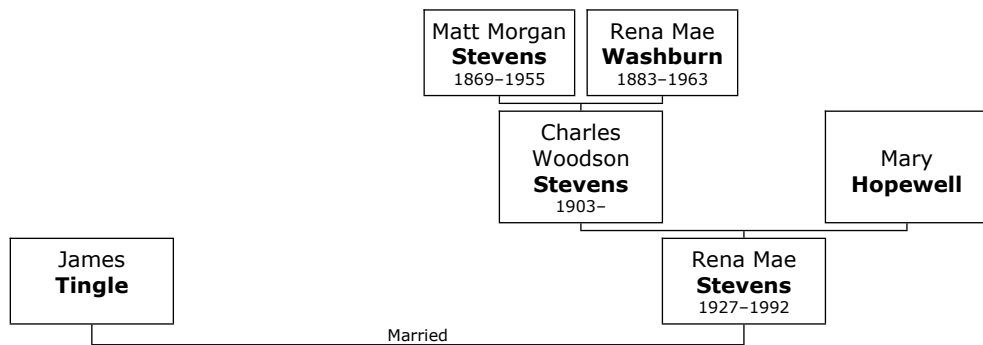 Matt Morgan
Stevens
1869–1955
Rena Mae
Washburn
1883–1963
Charles
Woodson
Stevens
1903–
Mary
Hopewell
James
Tingle
Rena Mae
Stevens
1927–1992
Married